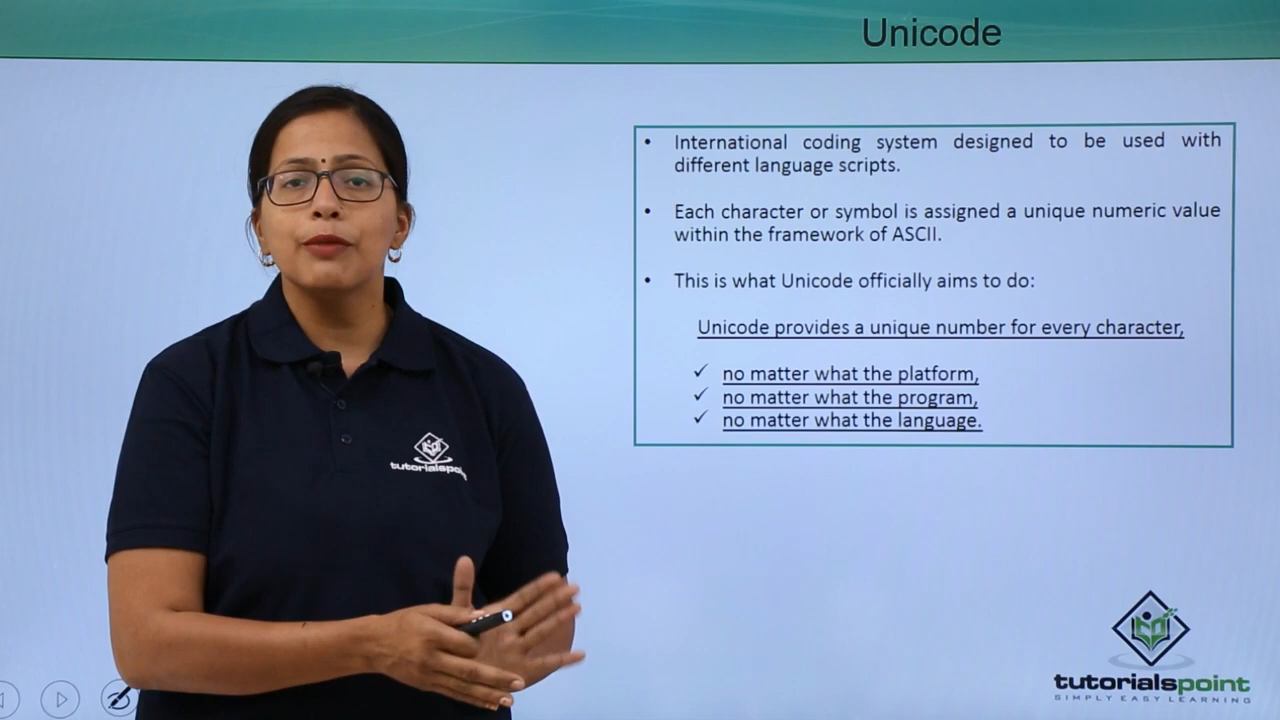 Unicode
• International coding system designed to be used with
different language scripts.
• Each character or symbol is assigned a unique numeric value
within the framework of ASCII.
• This is what Unicode officially aims to do:
Unicode provides a unique number for every character,
✓ no matter what the platform,
✓ no matter what the program,
✓ no matter what the language.
tutorialspoint
tutorialspoint
SIMPLY EASY LEARNING